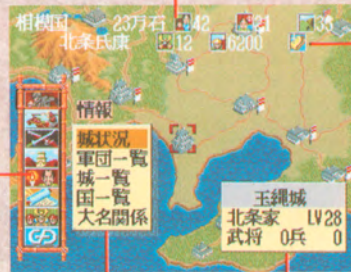 相模国 23万石 42 21 35
北条氏康 12 6200
情報
城状況
軍団一覧
城一覧
国一覧
大名関係
玉縄城
北条家 LV28
武将 0兵 0